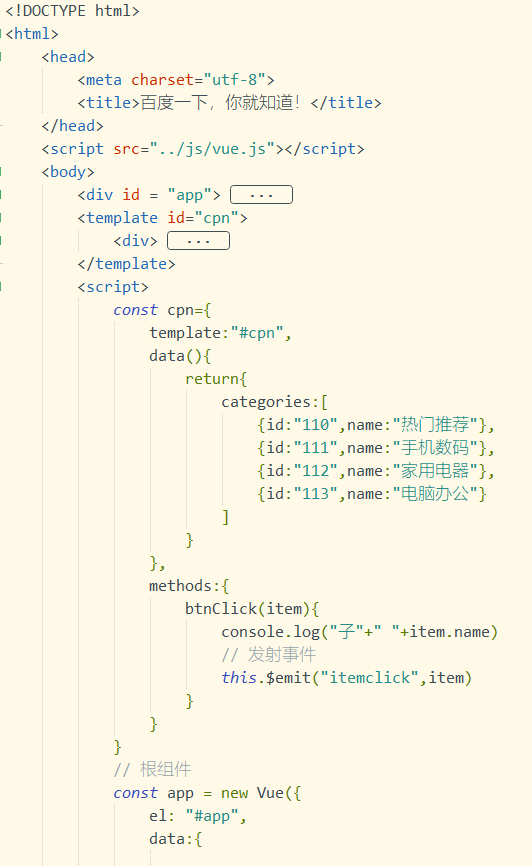 <!DOCTYPE html>
<html>
<head>
<meta charset="utf-8">
<title>百度一下，你就知道！</title>
</head>
<script src="../js/vue.js"></script>
<body>
<div id = "app"> ...
<template id="cpn">
<div> ...
</template>
<script>
const cpn={
template:"#cpn",
data(){
return{
categories:[
{id:"110",name:"热门推荐"},
{id:"111",name:"手机数码"},
{id:"112",name:"家用电器"},
{id:"113",name:"电脑办公"}
]
}
},
methods:{
btnClick(item){
console.log("子"+" "+item.name)
// 发射事件
this.$emit("itemclick",item)
}
}
}
// 根组件
const app = new Vue({
el: "#app",
data:{